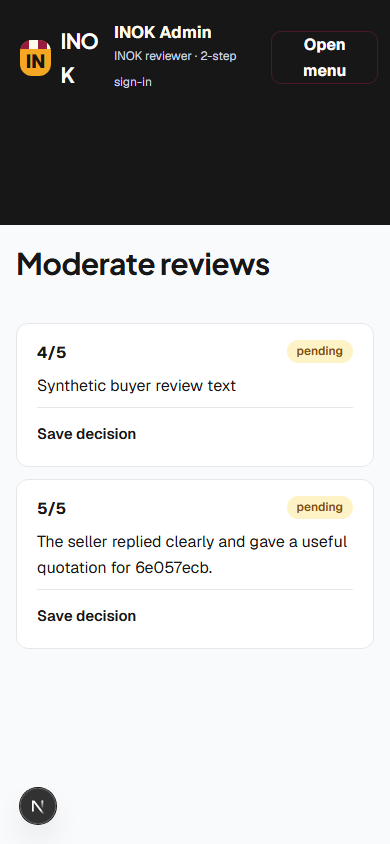 IN
INO
K
INOK Admin
INOK reviewer · 2-step
sign-in
Open
menu
Moderate reviews
4/5
pending
Synthetic buyer review text
Save decision
5/5
pending
The seller replied clearly and gave a useful
quotation for 6e057ecb.
Save decision
N